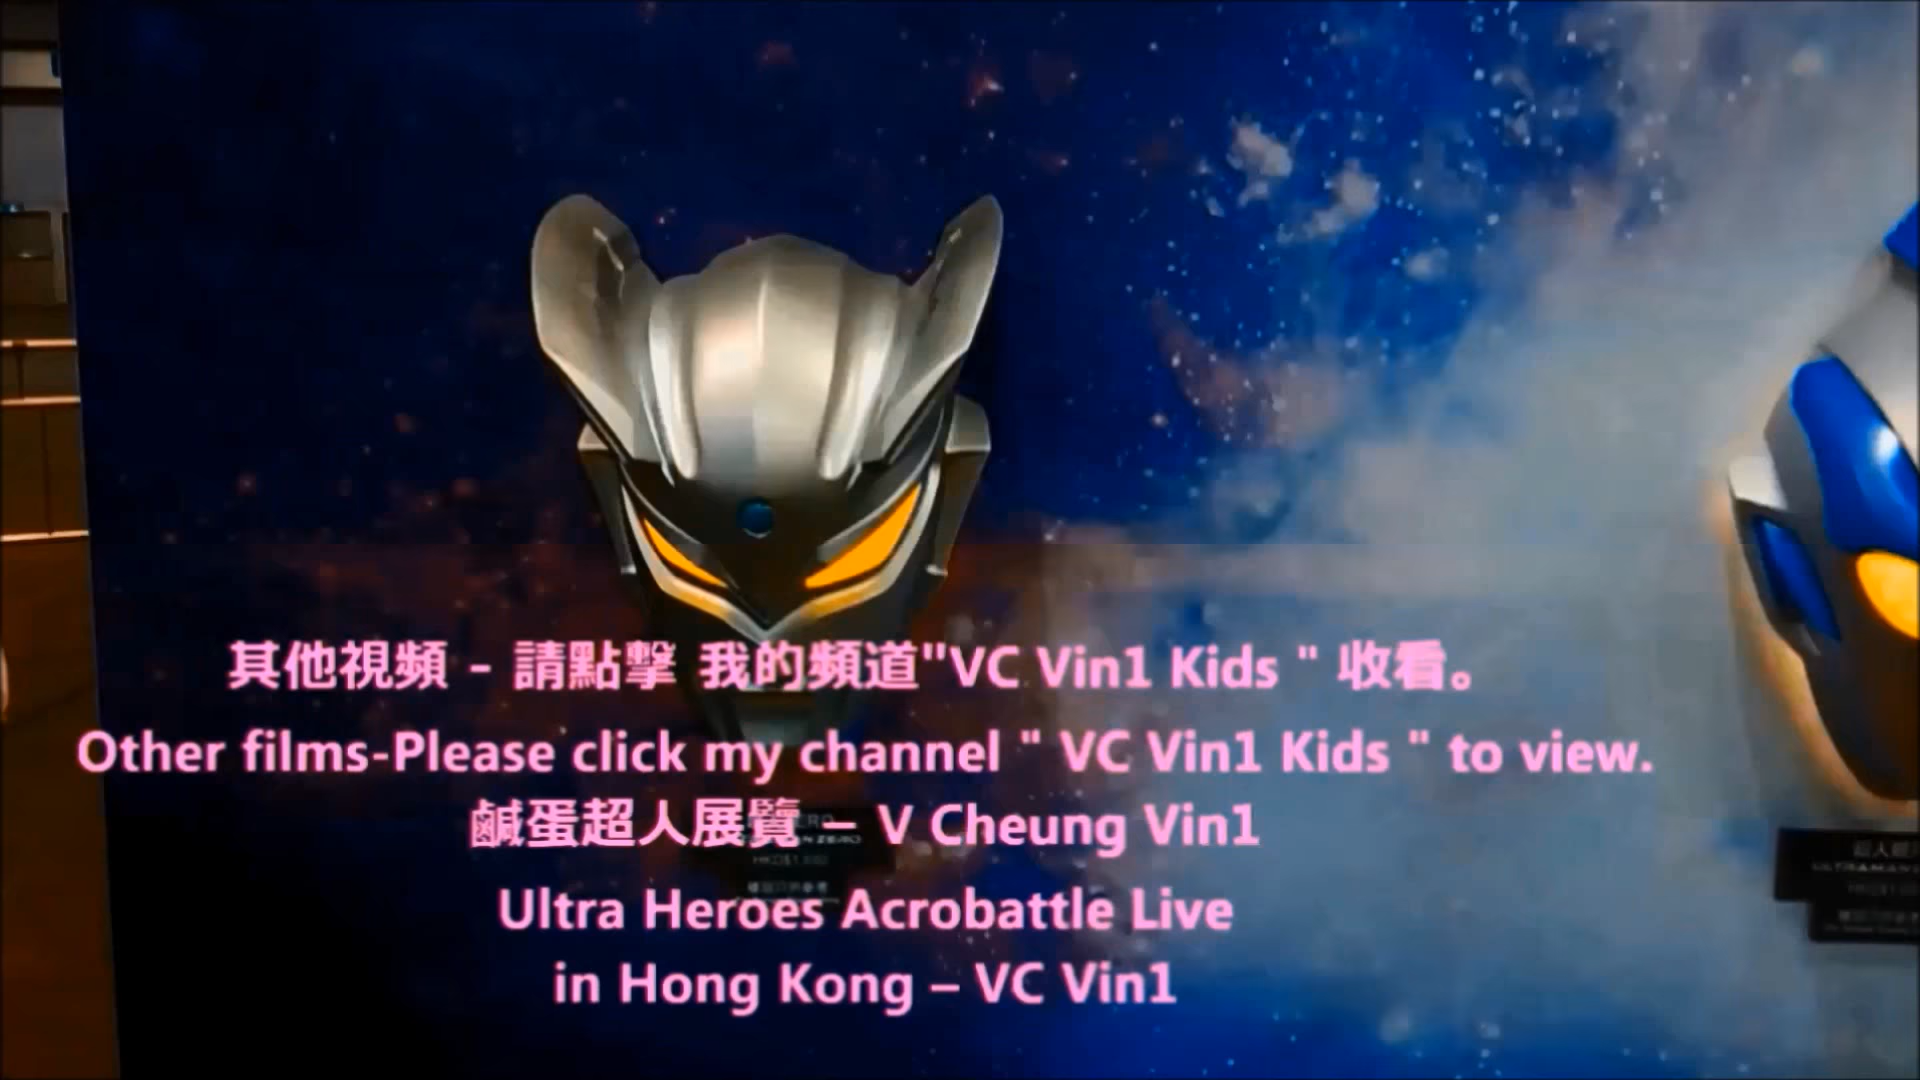 其他視頻 - 請點擊 我的頻道"VC Vin1 Kids " 收看。
Other films-Please click my channel " VC Vin1 Kids " to view.
鹹蛋超人展覽 – V Cheung Vin1
Ultra Heroes Acrobattle Live
in Hong Kong – VC Vin1